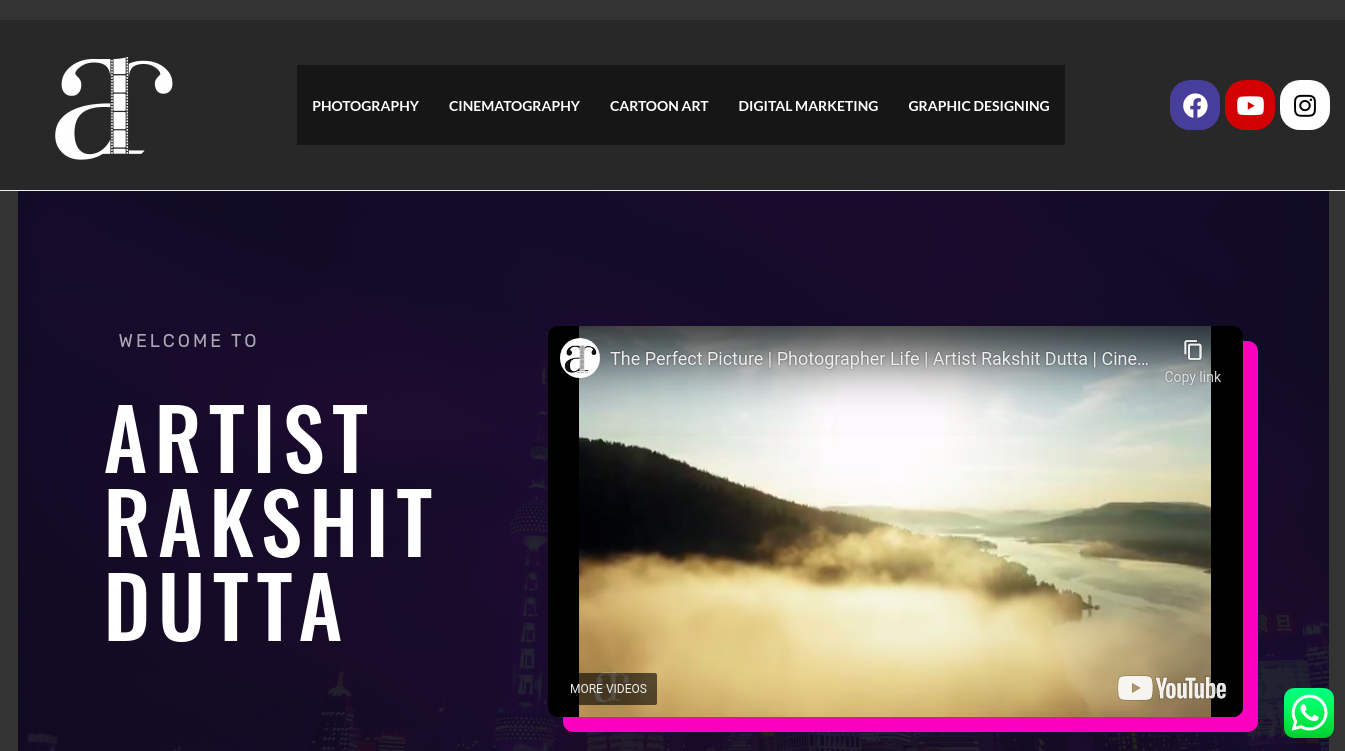 PHOTOGRAPHY
CINEMATOGRAPHY
CARTOON ART
DIGITAL MARKETING
GRAPHIC DESIGNING
WELCOME TO
ARTIST
RAKSHIT
DUTTA
The Perfect Picture | Photographer Life | Artist Rakshit Dutta | Cine...
Copy link
MORE VIDEOS
YouTube